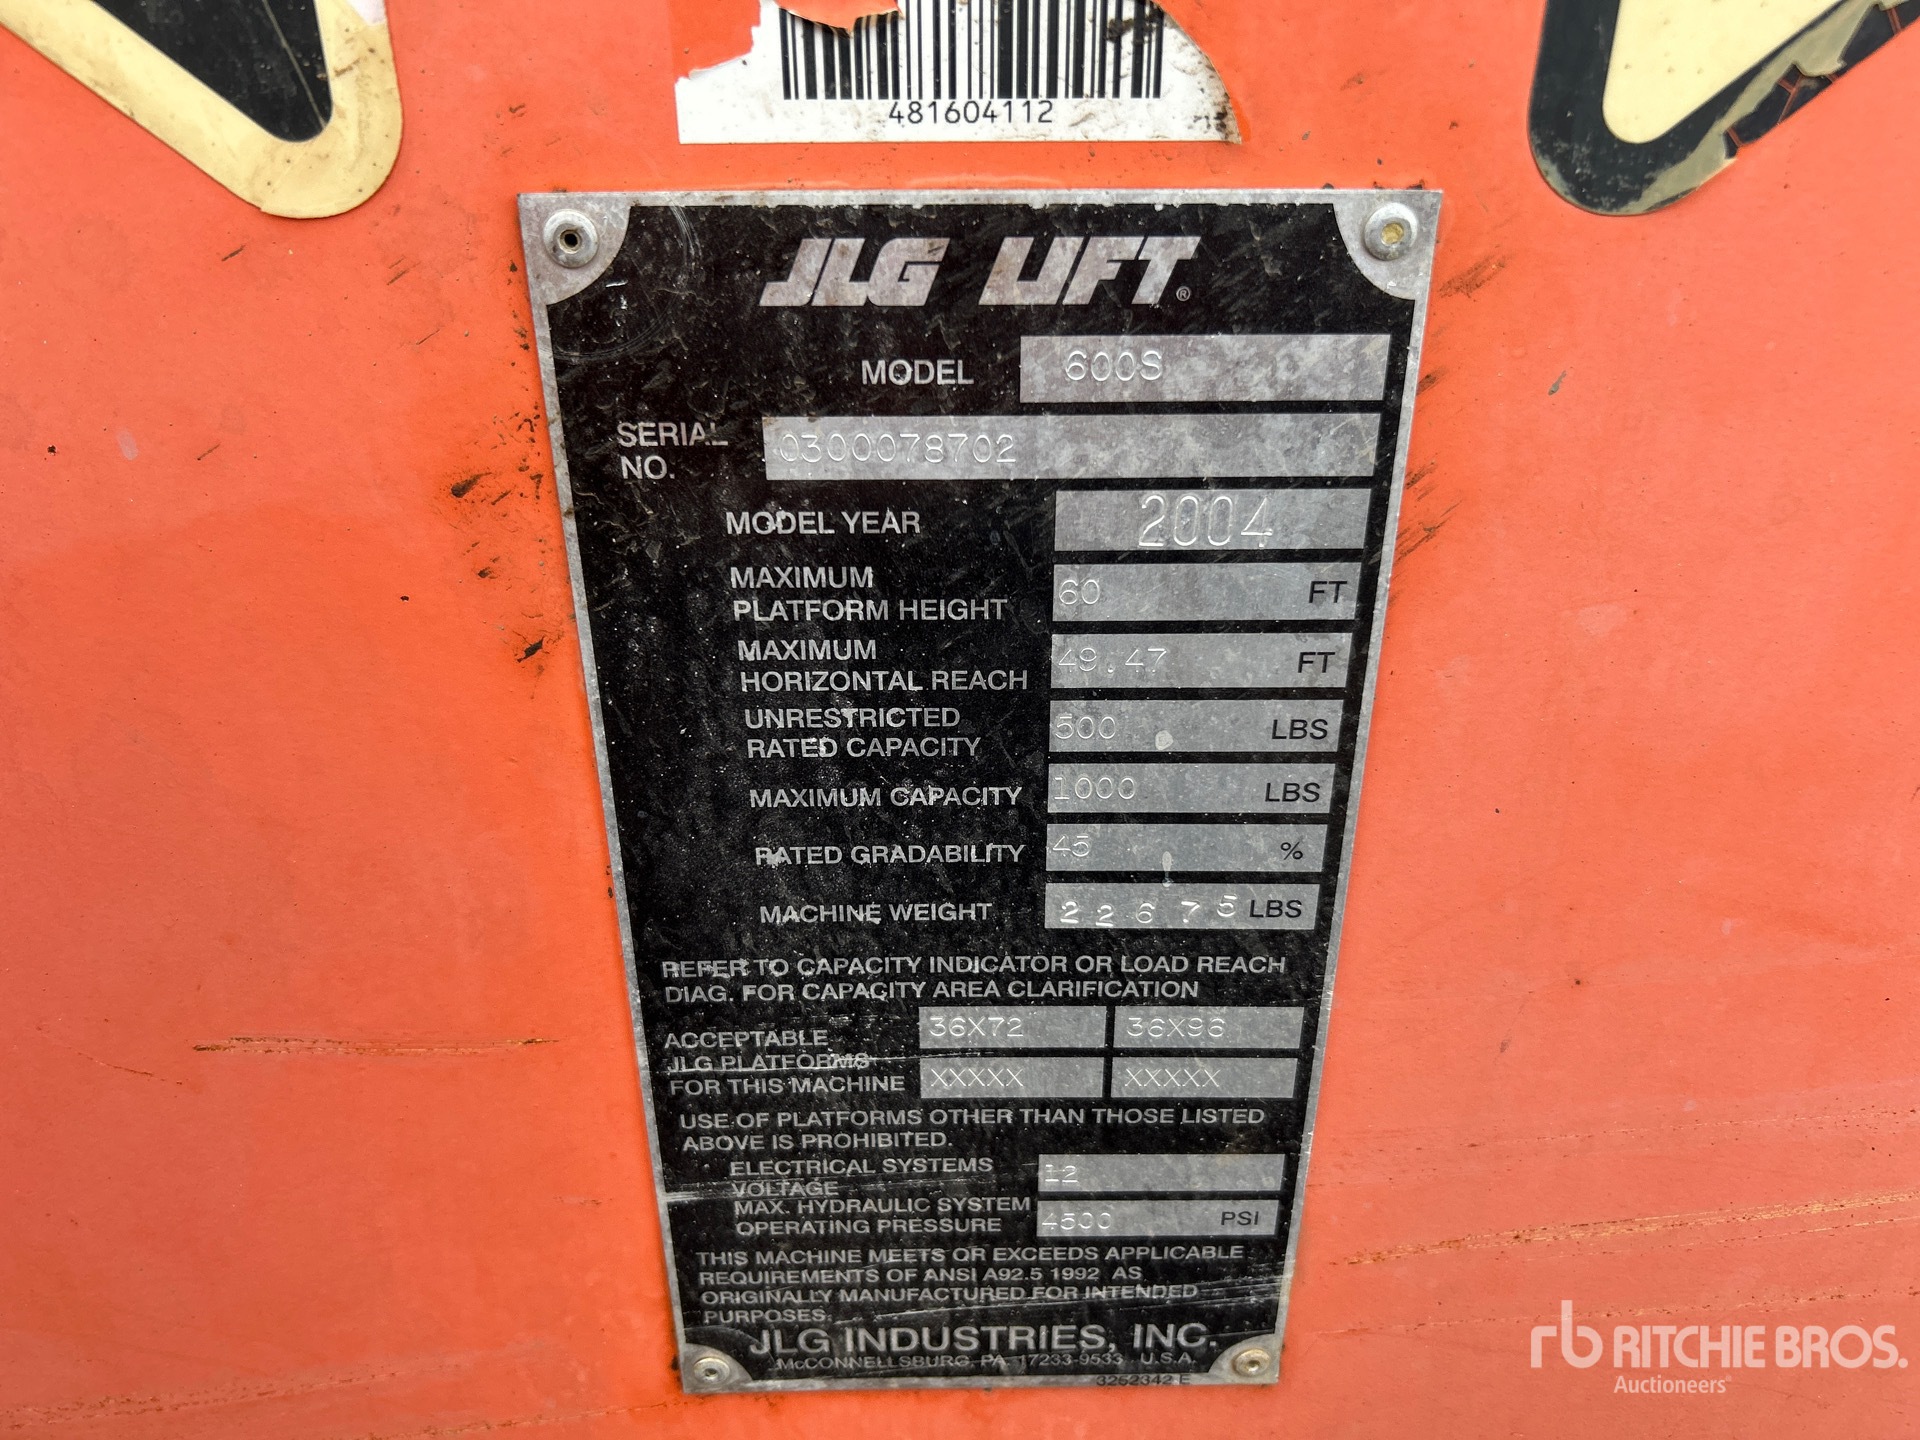 481604112
JLG LIFT®
MODEL 600S
SERIAL NO. 0300078702
MODEL YEAR 2004
MAXIMUM
PLATFORM HEIGHT 60 FT
MAXIMUM
HORIZONTAL REACH 49.47 FT
UNRESTRICTED
RATED CAPACITY 500 LBS
MAXIMUM CAPACITY 1000 LBS
RATED GRADABILITY 45 %
MACHINE WEIGHT 22675 LBS
REFER TO CAPACITY INDICATOR OR LOAD REACH
DIAG. FOR CAPACITY AREA CLARIFICATION
ACCEPTABLE 36X72 36X96
JLG PLATFORMS
FOR THIS MACHINE XXXXX XXXXX
USE OF PLATFORMS OTHER THAN THOSE LISTED
ABOVE IS PROHIBITED.
ELECTRICAL SYSTEMS
VOLTAGE 12
MAX. HYDRAULIC SYSTEM
OPERATING PRESSURE 4500 PSI
THIS MACHINE MEETS OR EXCEEDS APPLICABLE
REQUIREMENTS OF ANSI A92.5 1992 AS
ORIGINALLY MANUFACTURED FOR INTENDED
PURPOSES.
JLG INDUSTRIES, INC.
McCONNELLSBURG, PA 17233-9533 U.S.A.
3252342 E
rb RITCHIE BROS.
Auctioneers